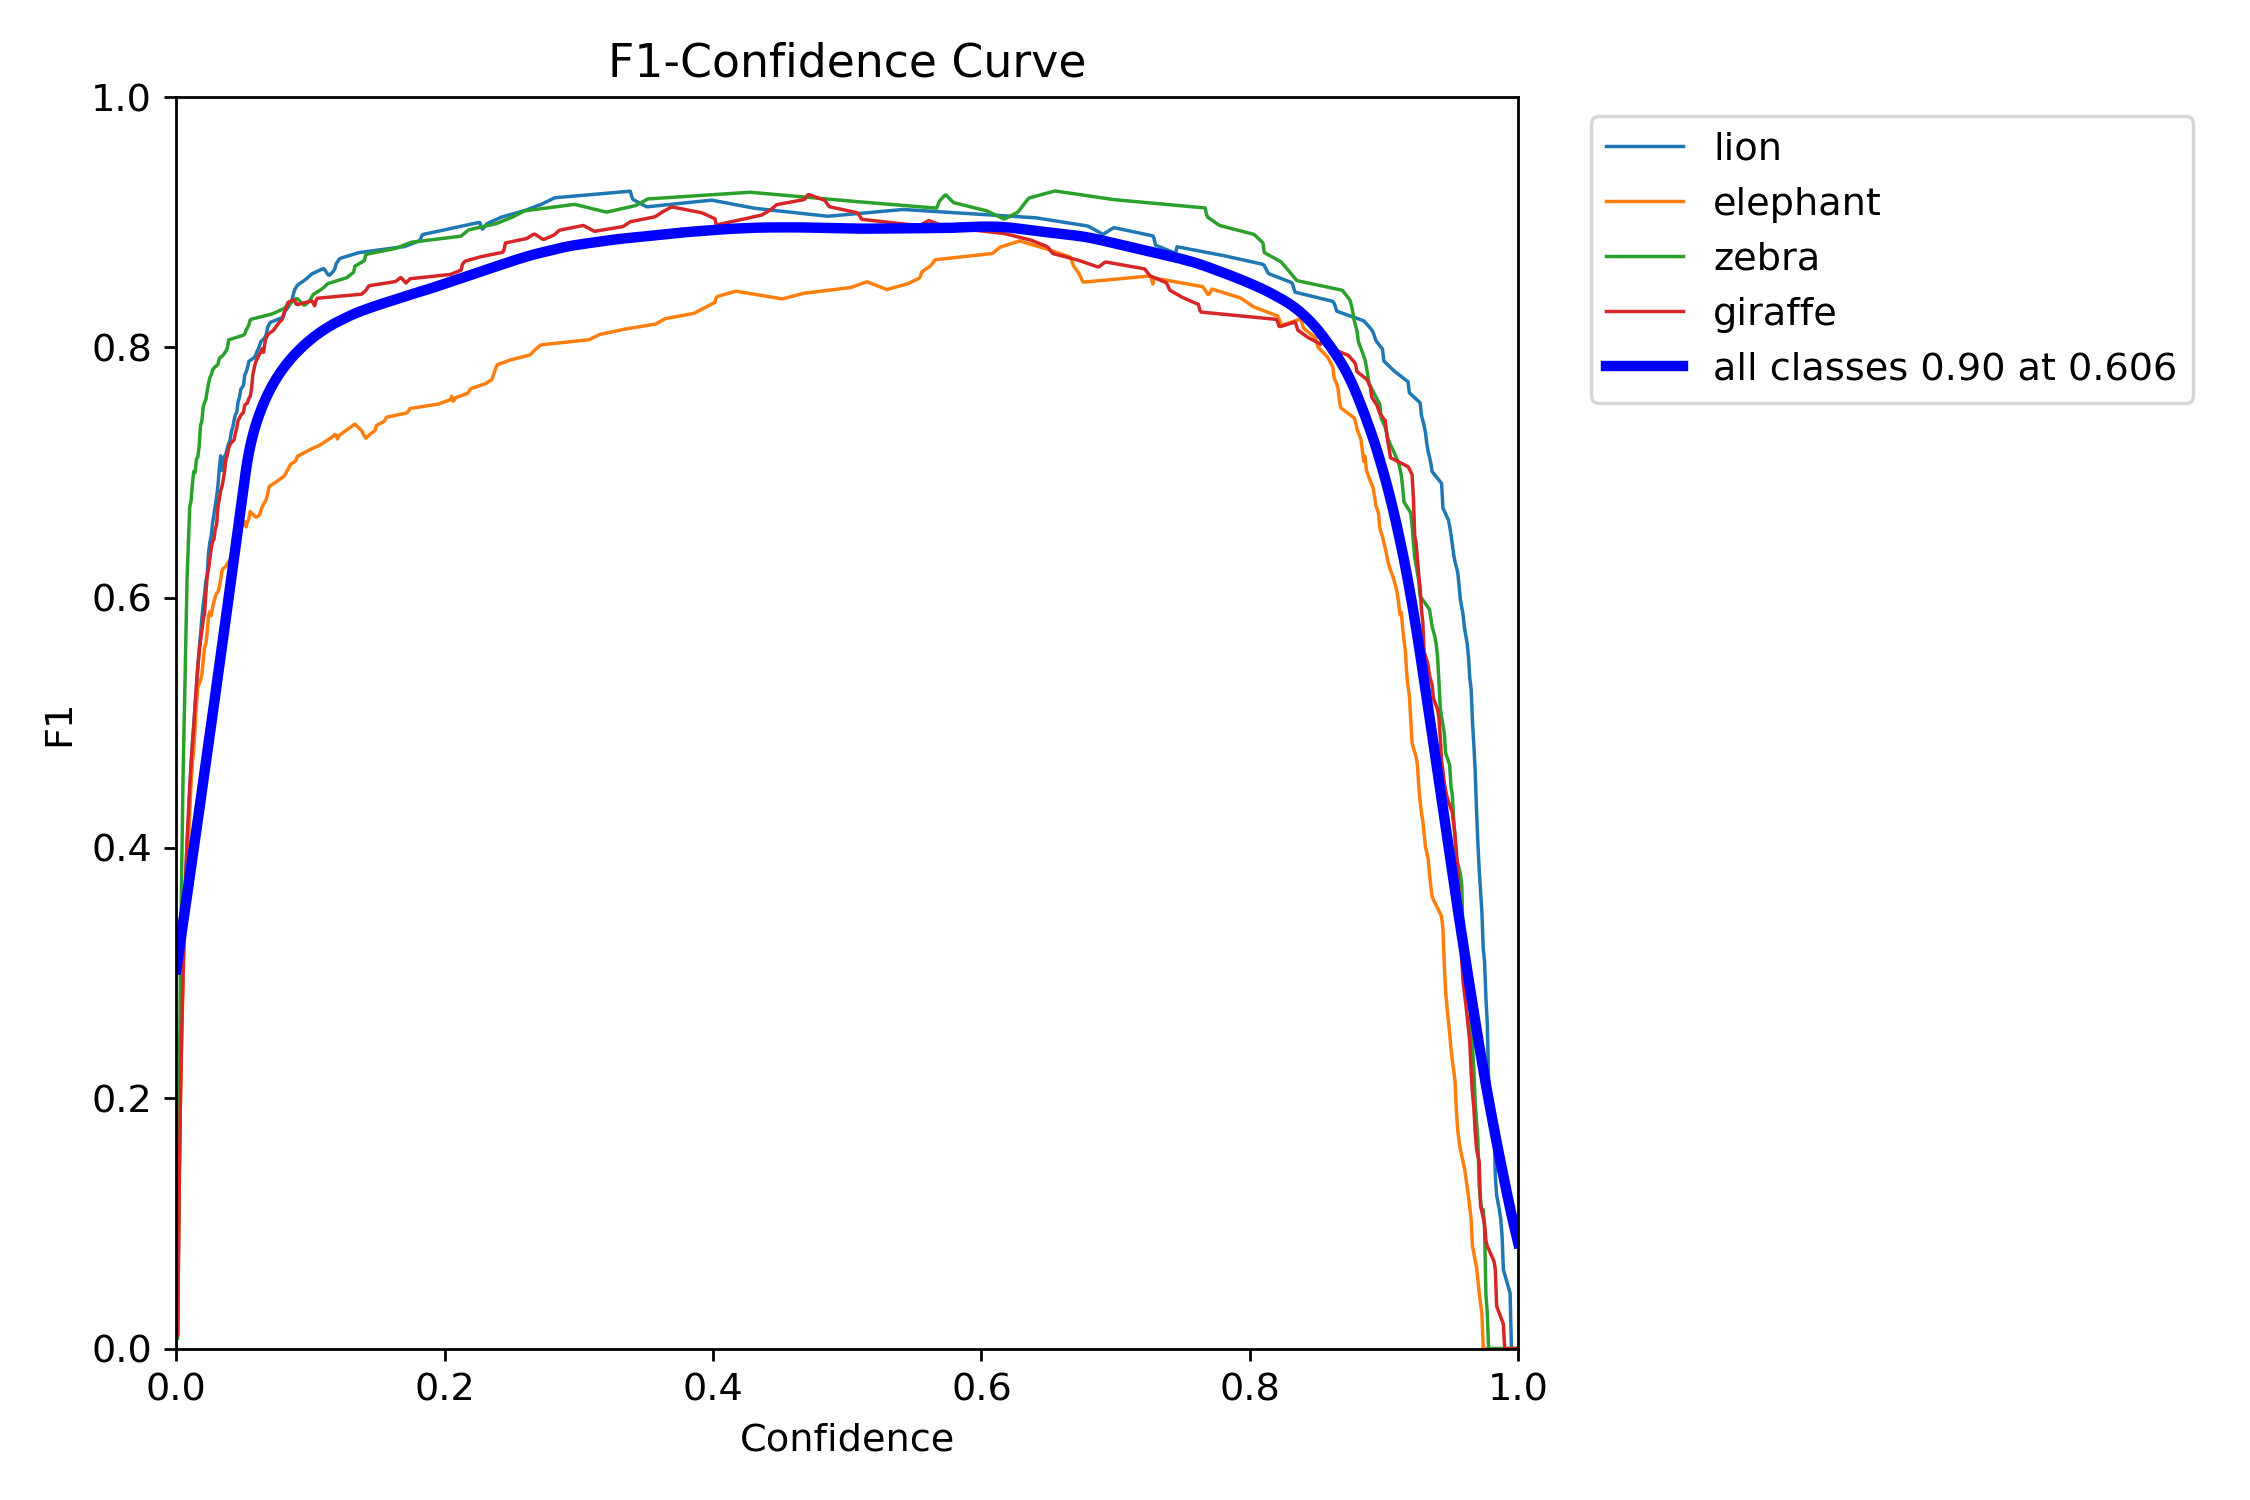 F1-Confidence Curve
1.0
0.8
0.6
0.4
0.2
0.0
F1
0.0 0.2 0.4 0.6 0.8 1.0
Confidence
lion
elephant
zebra
giraffe
all classes 0.90 at 0.606